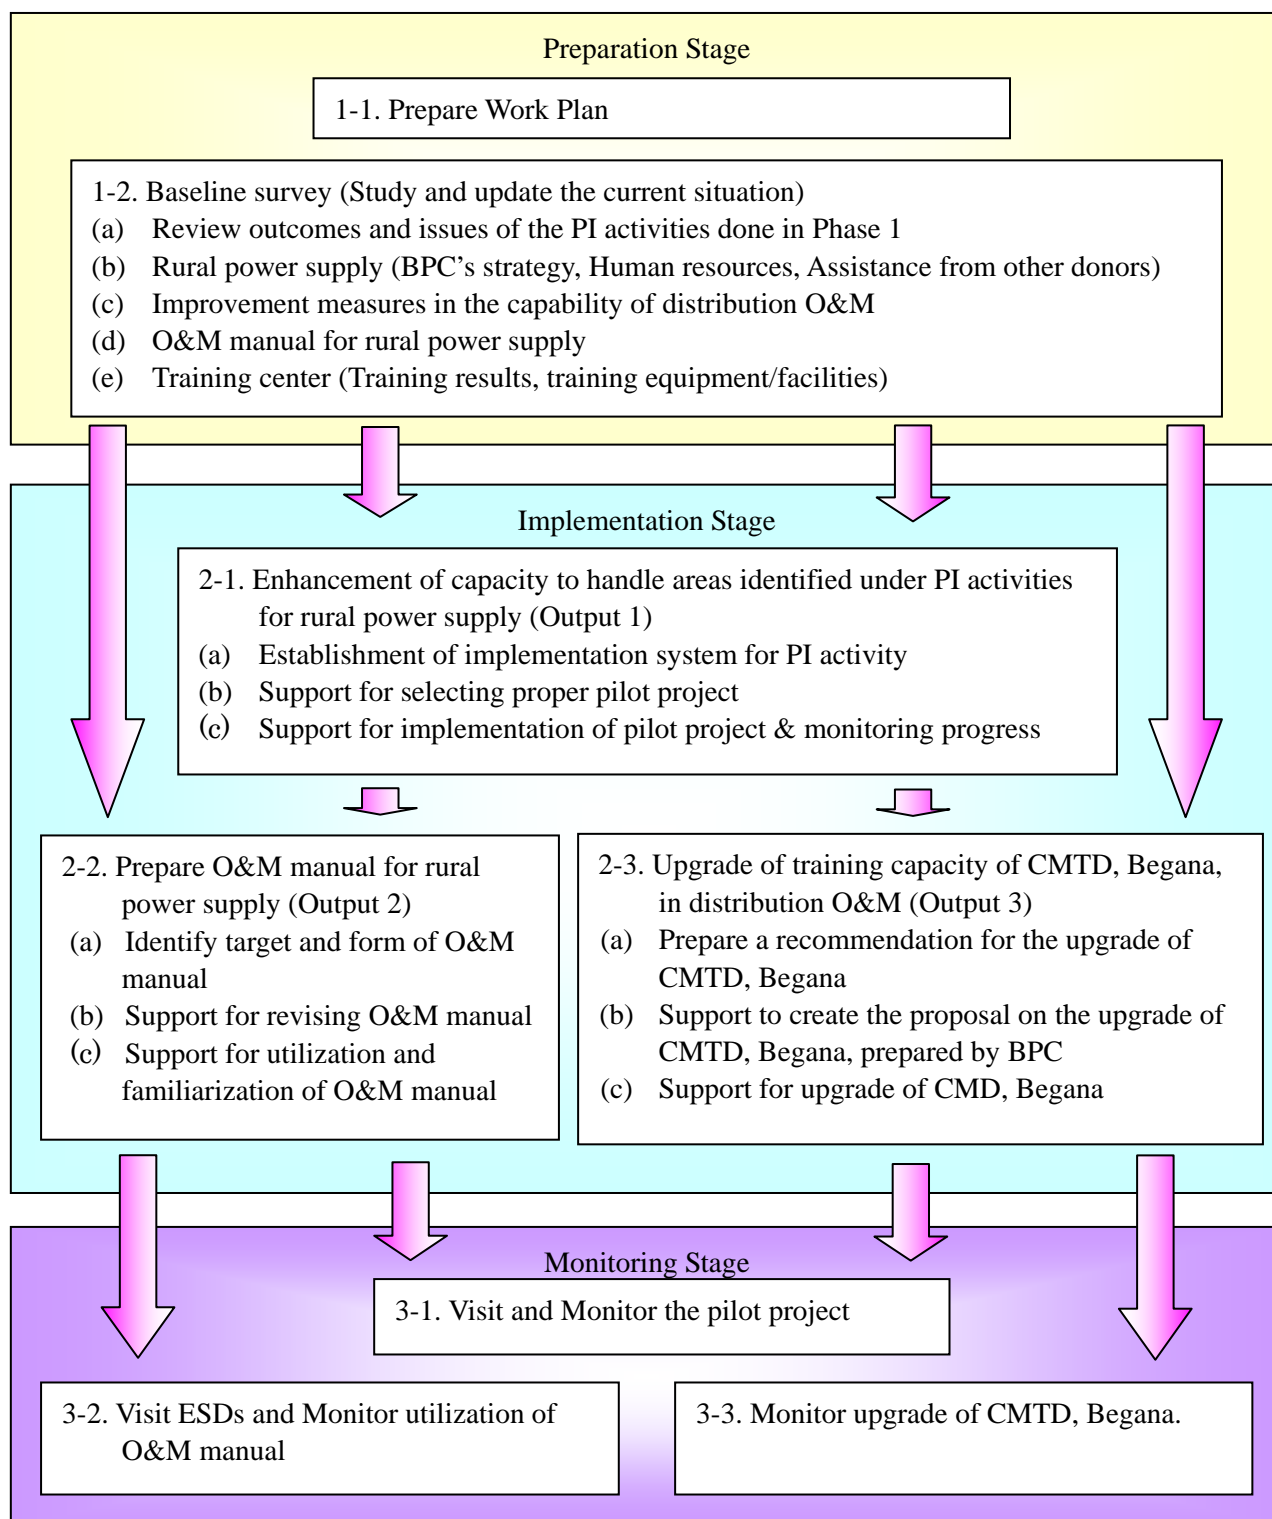 Preparation Stage
1-1. Prepare Work Plan
1-2. Baseline survey (Study and update the current situation)
(a) Review outcomes and issues of the PI activities done in Phase 1
(b) Rural power supply (BPC’s strategy, Human resources, Assistance from other donors)
(c) Improvement measures in the capability of distribution O&M
(d) O&M manual for rural power supply
(e) Training center (Training results, training equipment/facilities)
Implementation Stage
2-1. Enhancement of capacity to handle areas identified under PI activities
for rural power supply (Output 1)
(a) Establishment of implementation system for PI activity
(b) Support for selecting proper pilot project
(c) Support for implementation of pilot project & monitoring progress
2-2. Prepare O&M manual for rural
power supply (Output 2)
(a) Identify target and form of O&M
manual
(b) Support for revising O&M manual
(c) Support for utilization and
familiarization of O&M manual
2-3. Upgrade of training capacity of CMTD, Begana,
in distribution O&M (Output 3)
(a) Prepare a recommendation for the upgrade of
CMTD, Begana
(b) Support to create the proposal on the upgrade of
CMTD, Begana, prepared by BPC
(c) Support for upgrade of CMD, Begana
Monitoring Stage
3-1. Visit and Monitor the pilot project
3-2. Visit ESDs and Monitor utilization of
O&M manual
3-3. Monitor upgrade of CMTD, Begana.